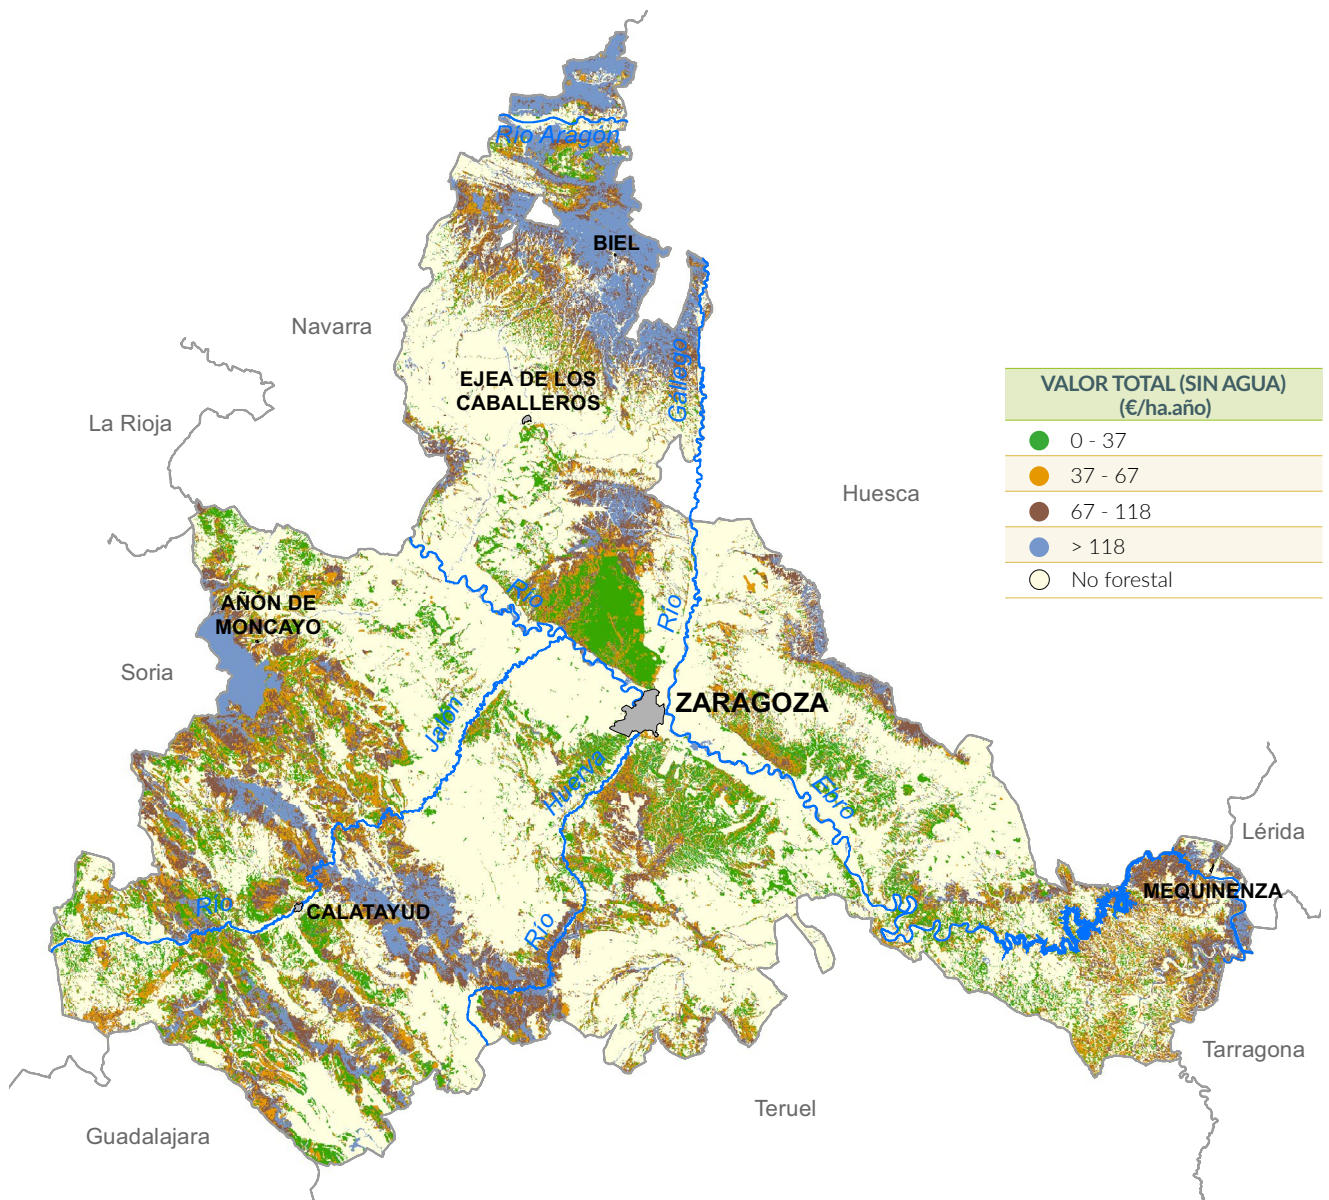 Río Aragón
BIEL
Navarra
Gallego
EJEA DE LOS
CABALLEROS
La Rioja
VALOR TOTAL (SIN AGUA)
(€/ha.año)
0 - 37
37 - 67
67 - 118
> 118
No forestal
Huesca
Río
Río
AÑÓN DE
MONCAYO
Soria
ZARAGOZA
Jalón
Huerva
Ebro
Lérida
MEQUINENZA
Río
CALATAYUD
Río
Tarragona
Teruel
Guadalajara